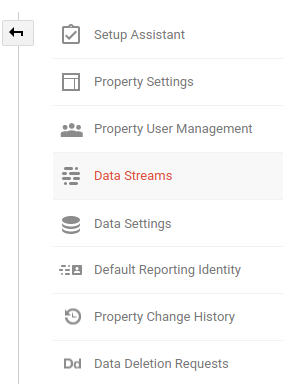 Setup Assistant
Property Settings
Property User Management
Data Streams
Data Settings
Default Reporting Identity
Property Change History
Dd Data Deletion Requests